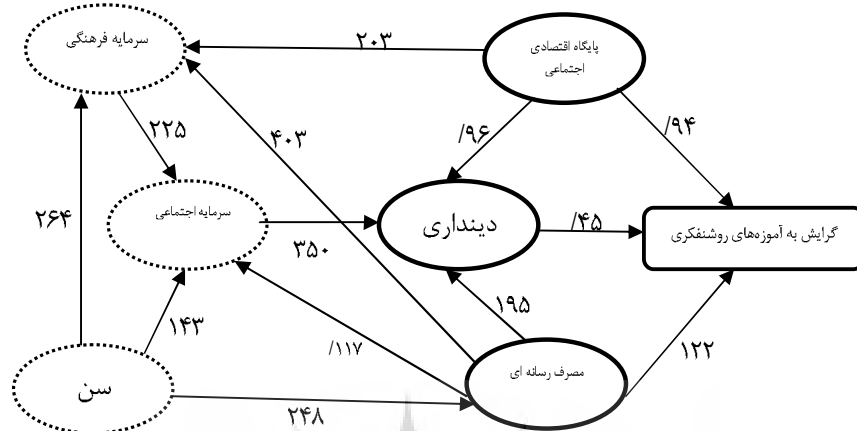 سرمایه فرهنگی
۲۰۳
پایگاه اقتصادی
اجتماعی
۲۲۵
۴۰۳
/۹۶
/۹۴
۲۶۴
سرمایه اجتماعی
۳۵۰
دینداری
/۴۵
گرایش به آموزه‌های روشنفکری
۱۴۳
/۱۱۷
۱۹۵
۱۲۲
سن
۲۴۸
مصرف رسانه ای